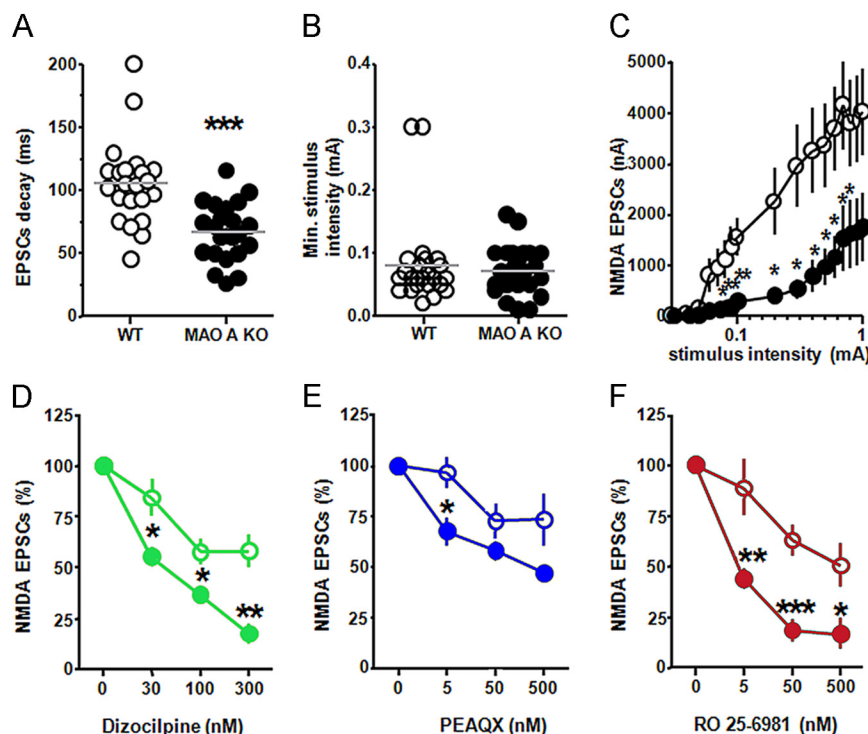 A
EPSCs decay (ms)
200
150
100
50
0
***
WT
MAO A KO
B
Min. stimulus
intensity (mA)
0.4
0.3
0.2
0.1
0.0
WT
MAO A KO
C
NMDA EPSCs
(nA)
5000
4000
3000
2000
1000
0
* ** ** * * * * * * *
0.1
1
stimulus intensity (mA)
D
NMDA EPSCs (%)
125
100
75
50
25
0
*
*
**
0
30
100
300
Dizocilpine (nM)
E
NMDA EPSCs (%)
125
100
75
50
25
0
*
0
5
50
500
PEAQX (nM)
F
NMDA EPSCs (%)
125
100
75
50
25
0
**
***
*
0
5
50
500
RO 25-6981 (nM)